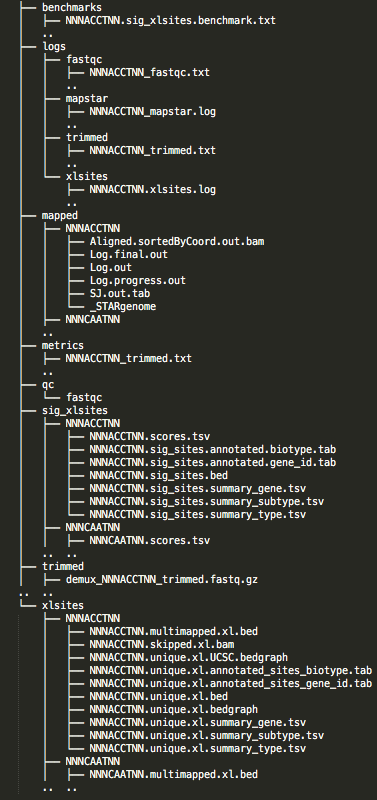 ├── benchmarks
│   ├── NNNACCTNN.sig_xlsites.benchmark.txt
│   ..
├── logs
│   ├── fastqc
│   │   ├── NNNACCTNN_fastqc.txt
│   │   ..
│   ├── mapstar
│   │   ├── NNNACCTNN_mapstar.log
│   │   ..
│   ├── trimmed
│   │   ├── NNNACCTNN_trimmed.txt
│   │   ..
│   └── xlsites
│       ├── NNNACCTNN.xlsites.log
│       ..
├── mapped
│   ├── NNNACCTNN
│   │   ├── Aligned.sortedByCoord.out.bam
│   │   ├── Log.final.out
│   │   ├── Log.out
│   │   ├── Log.progress.out
│   │   ├── SJ.out.tab
│   │   └── _STARgenome
│   ├── NNNCAATNN
│   ..
├── metrics
│   ├── NNNACCTNN_trimmed.txt
│   ..
├── qc
│   └── fastqc
├── sig_xlsites
│   ├── NNNACCTNN
│   │   ├── NNNACCTNN.scores.tsv
│   │   ├── NNNACCTNN.sig_sites.annotated.biotype.tab
│   │   ├── NNNACCTNN.sig_sites.annotated.gene_id.tab
│   │   ├── NNNACCTNN.sig_sites.bed
│   │   ├── NNNACCTNN.sig_sites.summary_gene.tsv
│   │   ├── NNNACCTNN.sig_sites.summary_subtype.tsv
│   │   └── NNNACCTNN.sig_sites.summary_type.tsv
│   ├── NNNCAATNN
│   │   ├── NNNCAATNN.scores.tsv
│   ..  ..
├── trimmed
│   ├── demux_NNNACCTNN_trimmed.fastq.gz
..  ..
└── xlsites
    ├── NNNACCTNN
    │   ├── NNNACCTNN.multimapped.xl.bed
    │   ├── NNNACCTNN.skipped.xl.bam
    │   ├── NNNACCTNN.unique.xl.UCSC.bedgraph
    │   ├── NNNACCTNN.unique.xl.annotated_sites_biotype.tab
    │   ├── NNNACCTNN.unique.xl.annotated_sites_gene_id.tab
    │   ├── NNNACCTNN.unique.xl.bed
    │   ├── NNNACCTNN.unique.xl.bedgraph
    │   ├── NNNACCTNN.unique.xl.summary_gene.tsv
    │   ├── NNNACCTNN.unique.xl.summary_subtype.tsv
    │   └── NNNACCTNN.unique.xl.summary_type.tsv
    ├── NNNCAATNN
    │   ├── NNNCAATNN.multimapped.xl.bed
    ..  ..